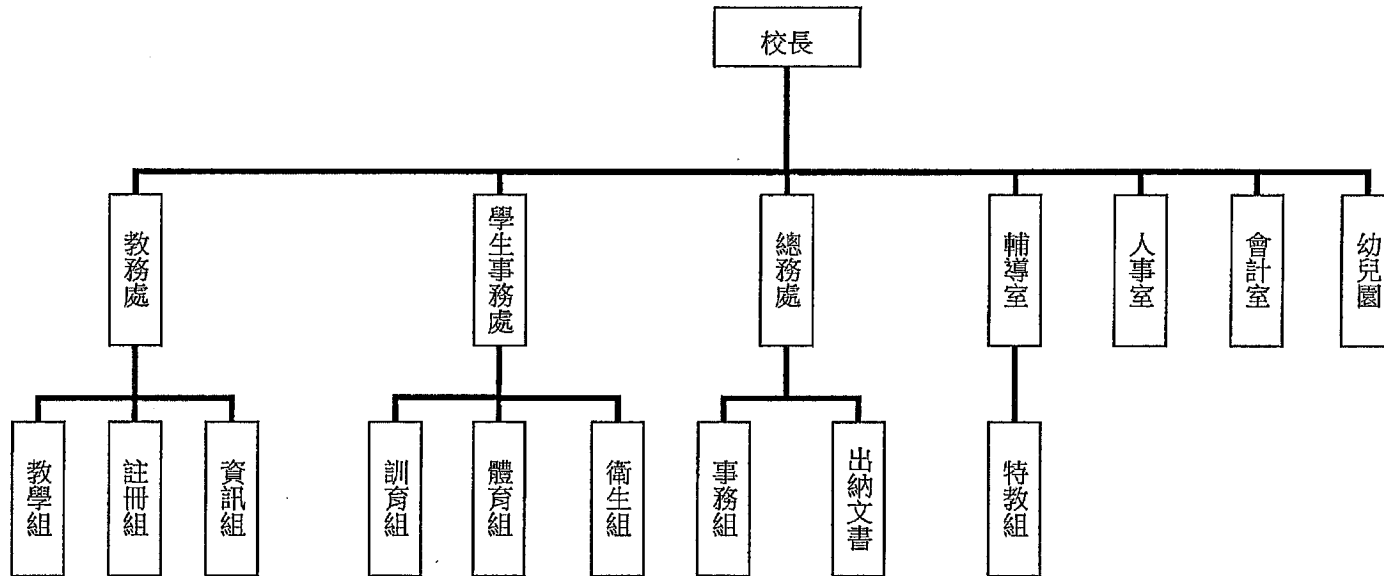 校長
教務處
學生事務處
總務處
輔導室
人事室
會計室
幼兒園
教學組
註冊組
資訊組
訓育組
體育組
衛生組
事務組
出納文書
特教組